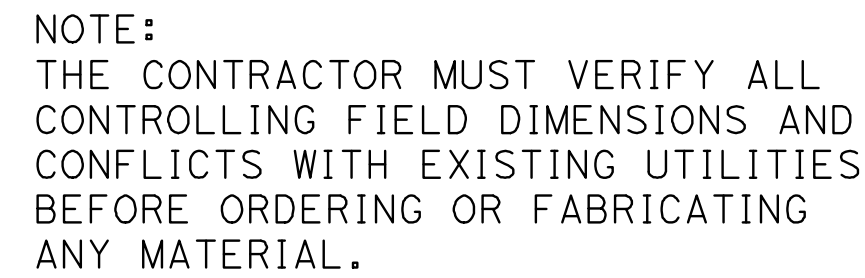 NOTE:
THE CONTRACTOR MUST VERIFY ALL
CONTROLLING FIELD DIMENSIONS AND
CONFLICTS WITH EXISTING UTILITIES
BEFORE ORDERING OR FABRICATING
ANY MATERIAL.